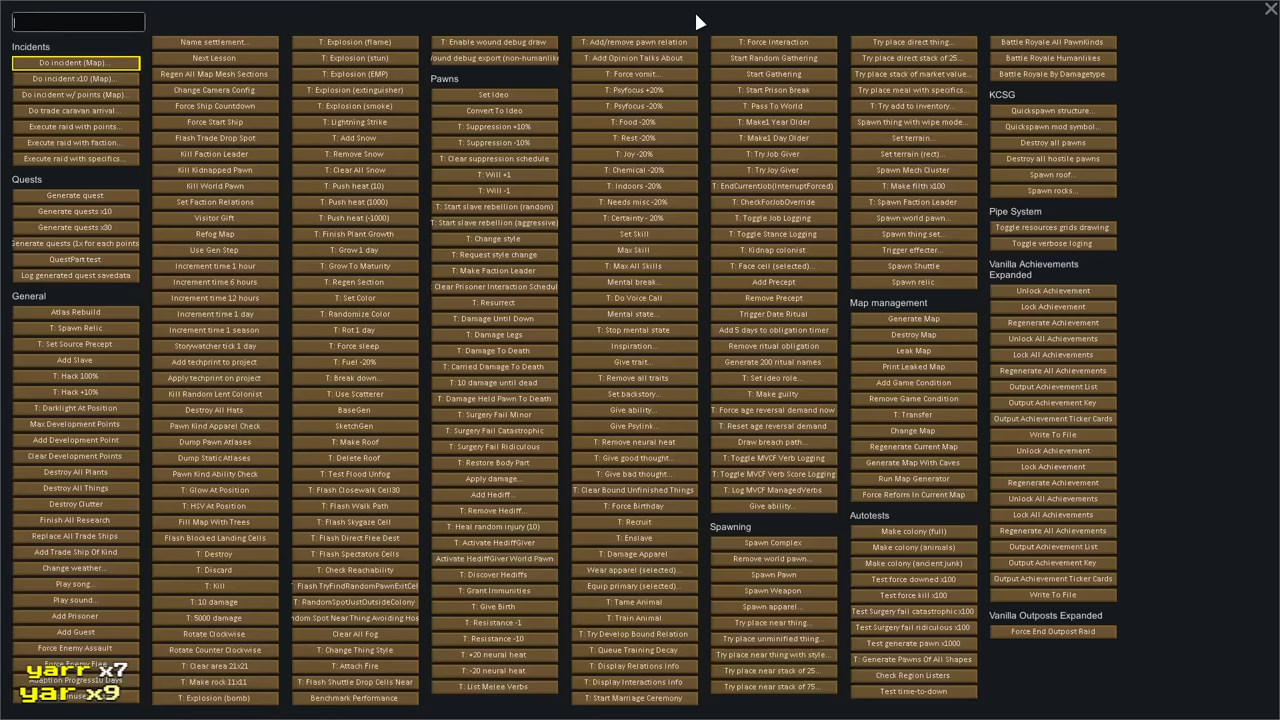 Incidents
Do incident (Map)...
Do incident x10 (Map)...
Do incident w/ points (Map)...
Do trade caravan arrival...
Execute raid with points...
Execute raid with faction...
Execute raid with specifics...
Quests
Generate quest
Generate quests x10
Generate quests x30
Generate quests (1x for each points
QuestPart test
Log generated quest savedata
General
Atlas Rebuild
T: Spawn Relic
T: Set Source Precept
Add Slave
T: Hack 100%
T: Hack +10%
T: Darklight At Position
Max Development Points
Add Development Point
Clear Development Points
Destroy All Plants
Destroy All Things
Destroy Clutter
Finish All Research
Replace All Trade Ships
Add Trade Ship Of Kind
Change weather...
Play song...
Play sound...
Add Prisoner
Add Guest
Force Enemy Assault
yarr x7
yar x9
Name settlement...
Next Lesson
Regen All Map Mesh Sections
Change Camera Config
Force Ship Countdown
Force Start Ship
Flash Trade Drop Spot
Kill Faction Leader
Kill Kidnapped Pawn
Kill World Pawn
Set Faction Relations
Visitor Gift
Refog Map
Use Gen Step
Increment time 1 hour
Increment time 6 hours
Increment time 12 hours
Increment time 1 day
Increment time 1 season
Storywatcher tick 1 day
Add techprint to project
Apply techprint on project
Kill Random Lent Colonist
Destroy All Hats
Pawn Kind Apparel Check
Dump Pawn Atlases
Dump Static Atlases
Pawn Kind Ability Check
T: Glow At Position
T: HSV At Position
Fill Map With Trees
Flash Blocked Landing Cells
T: Destroy
T: Discard
T: Kill
T: 10 damage
T: 5000 damage
Rotate Clockwise
Rotate Counter Clockwise
T: Clear area 21x21
T: Make rock 11x11
T: Explosion (bomb)
T: Explosion (flame)
T: Explosion (stun)
T: Explosion (EMP)
T: Explosion (extinguisher)
T: Explosion (smoke)
T: Lightning Strike
T: Add Snow
T: Remove Snow
T: Clear All Snow
T: Push heat (10)
T: Push heat (1000)
T: Push heat (-1000)
T: Finish Plant Growth
T: Grow 1 day
T: Grow To Maturity
T: Regen Section
T: Set Color
T: Randomize Color
T: Rot 1 day
T: Force sleep
T: Fuel -20%
T: Break down...
T: Use Scatterer
BaseGen
SketchGen
T: Make Roof
T: Delete Roof
T: Test Flood Unfog
T: Flash Closewalk Cell30
T: Flash Walk Path
T: Flash Skygaze Cell
T: Flash Direct Flee Dest
T: Flash Spectators Cells
T: Check Reachability
T: Flash TryFindRandomPawnExitCel
T: RandomSpotJustOutsideColony
ndom Spot Near Thing Avoiding Hos
Clear All Fog
T: Change Thing Style
T: Attach Fire
T: Flash Shuttle Drop Cells Near
Benchmark Performance
T: Enable wound debug draw
ound debug exit (non-humanlike
Pawns
Set Ideo
Convert To Ideo
T: Suppression +10%
T: Suppression -10%
T: Clear suppression schedule
T: Will +1
T: Will -1
T: Start slave rebellion (random)
T: Start slave rebellion (aggressive)
T: Change style
T: Request style change
T: Make Faction Leader
Clear Prisoner Interaction Schedul
T: Resurrect
T: Damage Until Down
T: Damage Legs
T: Damage To Death
T: Carried Damage To Death
T: 10 damage until dead
T: Damage Held Pawn To Death
T: Surgery Fail Minor
T: Surgery Fail Catastrophic
T: Surgery Fail Ridiculous
T: Restore Body Part
Apply damage...
Add Hediff...
T: Remove Hediff...
T: Heal random injury (10)
T: Activate HediffGiver
Activate HediffGiver World Pawn
T: Discover Hediffs
T: Grant Immunities
T: Give Birth
T: Resistance -1
T: Resistance -10
T: +20 neural heat
T: -20 neural heat
T: List Melee Verbs
T: Add/remove pawn relation
T: Add Opinion Talks About
T: Force vomit...
T: Psyfocus +20%
T: Psyfocus -20%
T: Food -20%
T: Rest -20%
T: Joy -20%
T: Chemical -20%
T: Indoors -20%
T: Needs misc -20%
T: Certainty - 20%
Set Skill
Max Skill
T: Max All Skills
Mental break...
T: Do Voice Call
Mental state...
T: Stop mental state
Inspiration...
Give trait...
T: Remove all traits
Set backstory...
Give ability...
Give Psylink...
T: Remove neural heat
T: Give good thought...
T: Give bad thought...
T: Clear Bound Unfinished Things
T: Force Birthday
T: Recruit
T: Enslave
T: Damage Apparel
Wear apparel (selected)...
Equip primary (selected)...
T: Tame Animal
T: Train Animal
T: Try Develop Bound Relation
T: Queue Training Decay
T: Display Relations Info
T: Display Interactions Info
T: Start Marriage Ceremony
T: Force Interaction
Start Random Gathering
Start Gathering
T: Start Prison Break
T: Pass To World
T: Make1 Year Older
T: Make1 Day Older
T: Try Job Giver
T: Try Joy Giver
T: EndCurrentJob(InterruptForced)
T: CheckForJobOverride
T: Toggle Job Logging
T: Toggle Stance Logging
T: Kidnap colonist
T: Face cell (selected)...
Add Precept
Remove Precept
Trigger Date Ritual
Add 5 days to obligation timer
Remove ritual obligation
Generate 200 ritual names
T: Set ideo role...
T: Make guilty
T: Force age reversal demand now
T: Reset age reversal demand
Draw breach path...
T: Toggle MVCF Verb Logging
T: Toggle MVCF Verb Score Logging
T: Log MVCF ManagedVerbs
Give ability...
Spawning
Spawn Complex
Remove world pawn...
Spawn Pawn
Spawn Weapon
Spawn apparel...
Try place near thing...
Try place unminified thing...
Try place near thing with style...
Try place near stack of 25...
Try place near stack of 75...
Try place direct thing...
Try place direct stack of 25...
Try place stack of market value...
Try place meal with specifics...
T: Try add to inventory...
Spawn thing with wipe mode...
Set terrain...
Set terrain (rect)...
Spawn Mech Cluster
T: Make filth x100
T: Spawn Faction Leader
Spawn world pawn...
Spawn thing set...
Trigger effecter...
Spawn Shuttle
Spawn relic
Map management
Generate Map
Destroy Map
Leak Map
Print Leaked Map
Add Game Condition
Remove Game Condition
T: Transfer
Change Map
Regenerate Current Map
Generate Map With Caves
Run Map Generator
Force Reform In Current Map
Autotests
Make colony (full)
Make colony (animals)
Make colony (ancient junk)
Test force downed x100
Test force kill x100
Test Surgery fail catastrophic x100
Test Surgery fail ridiculous x100
Test generate pawn x1000
T: Generate Pawns Of All Shapes
Check Region Listers
Test time-to-down
Battle Royale All PawnKinds
Battle Royale Humanlikes
Battle Royale By Damagetype
KCSG
Quickspawn structure...
Quickspawn mod symbol...
Destroy all pawns
Destroy all hostile pawns
Spawn roof...
Spawn rocks...
Pipe System
Toggle resources grids drawing
Toggle verbose loging
Vanilla Achievements
Expanded
Unlock Achievement
Lock Achievement
Regenerate Achievement
Unlock All Achievements
Lock All Achievements
Regenerate All Achievements
Output Achievement List
Output Achievement Key
Output Achievement Ticker Cards
Write To File
Unlock Achievement
Lock Achievement
Regenerate Achievement
Unlock All Achievements
Lock All Achievements
Regenerate All Achievements
Output Achievement List
Output Achievement Key
Output Achievement Ticker Cards
Write To File
Vanilla Outposts Expanded
Force End Outpost Raid